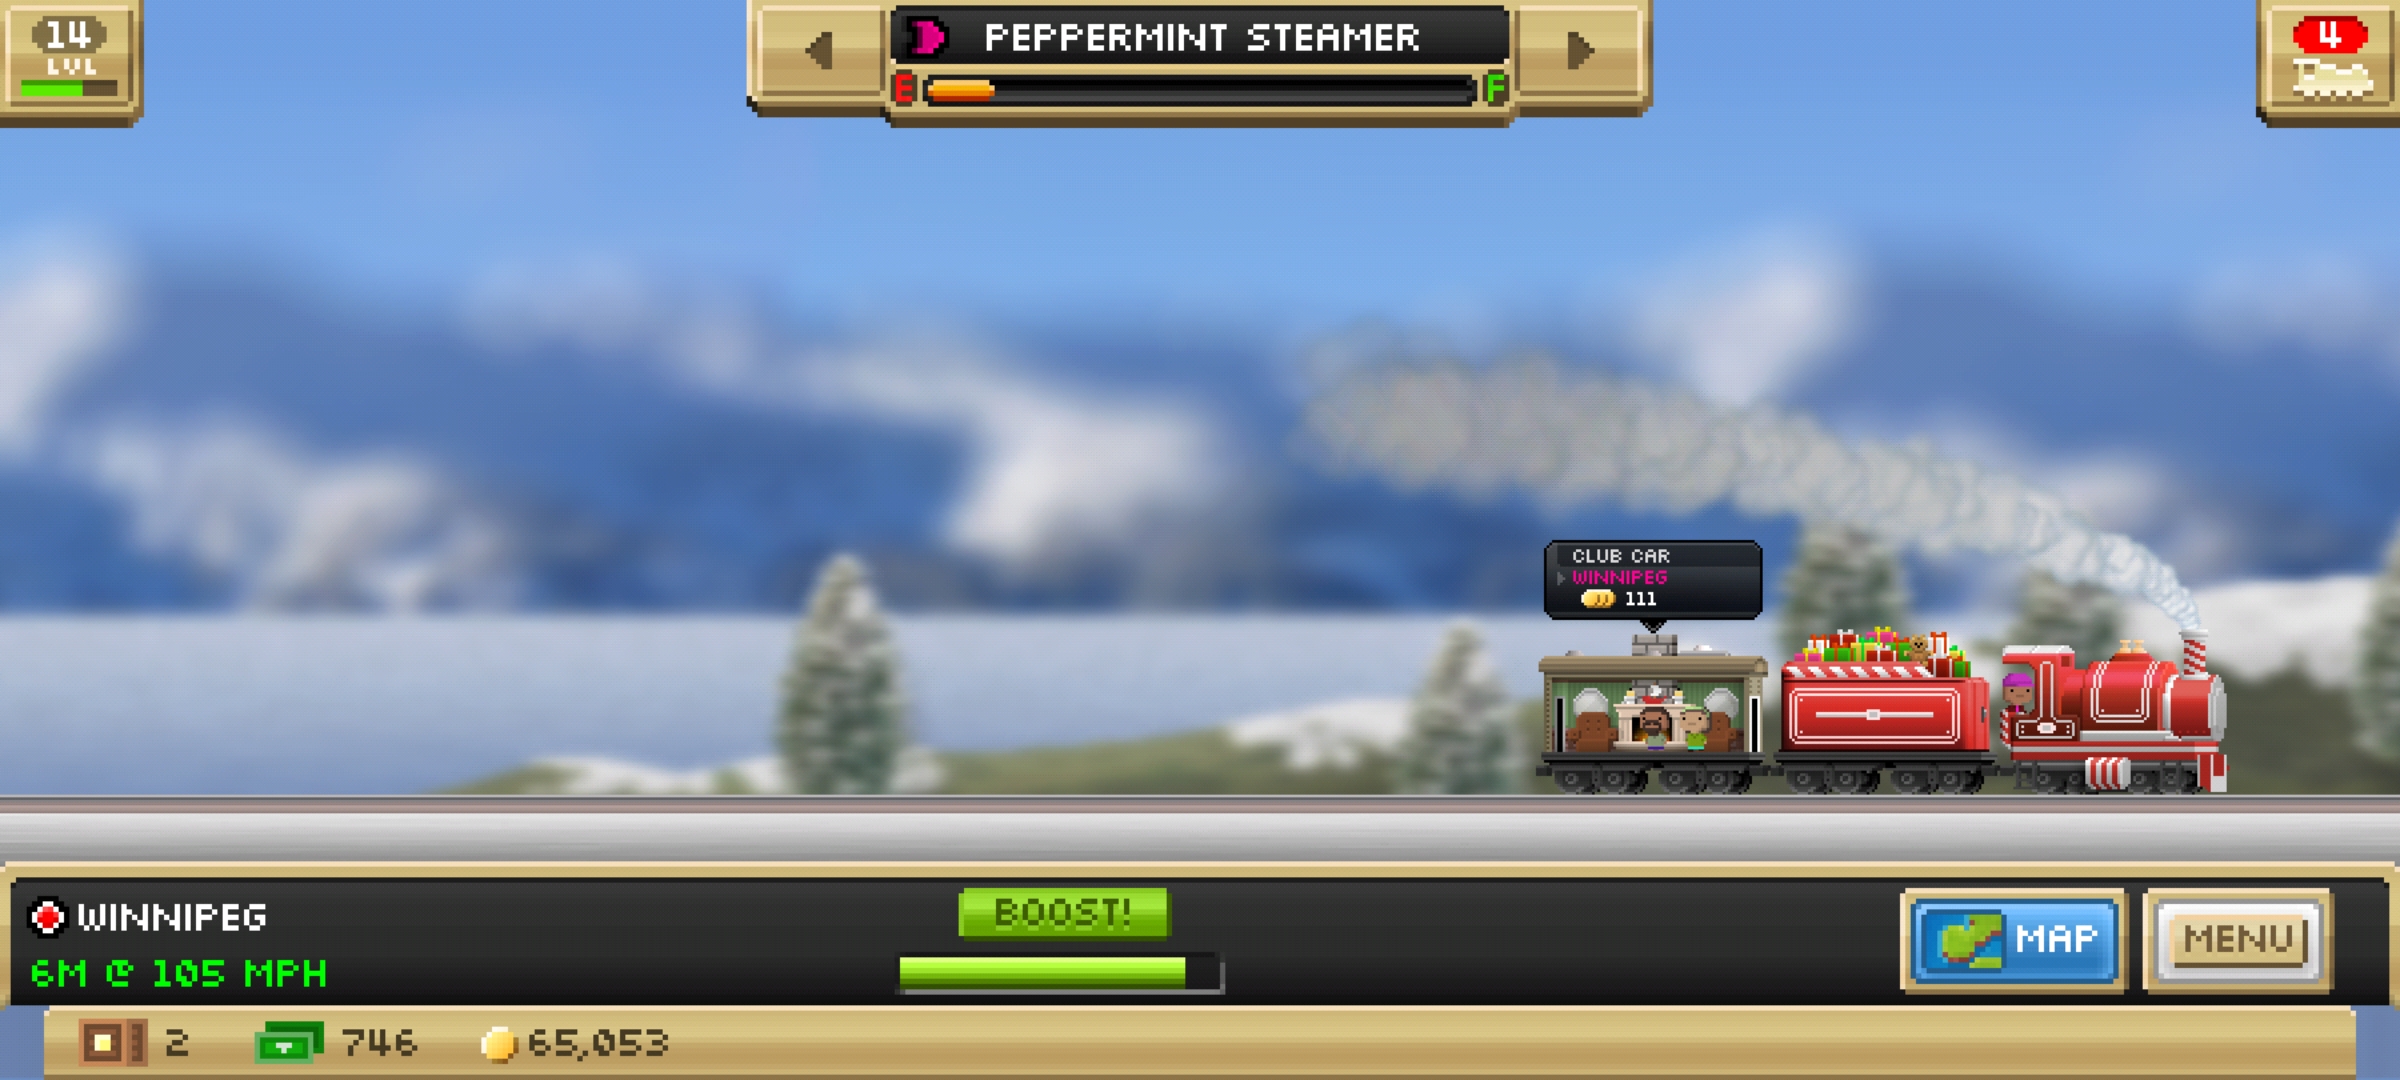 14
LVL
PEPPERMINT STEAMER
E
F
4
CLUB CAR
WINNIPEG
111
WINNIPEG
6M @ 105 MPH
BOOST!
MAP
MENU
2
746
65,053